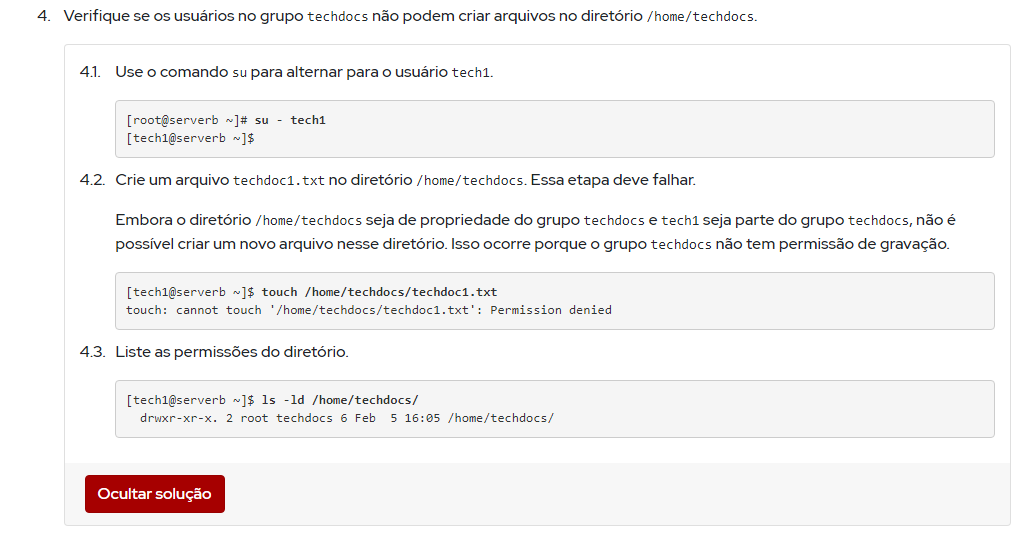 4. Verifique se os usuários no grupo techdocs não podem criar arquivos no diretório /home/techdocs.
4.1. Use o comando su para alternar para o usuário tech1.
[root@serverb ~]# su - tech1
[tech1@serverb ~]$
4.2. Crie um arquivo techdoc1.txt no diretório /home/techdocs. Essa etapa deve falhar.
Embora o diretório /home/techdocs seja de propriedade do grupo techdocs e tech1 seja parte do grupo techdocs, não é
possível criar um novo arquivo nesse diretório. Isso ocorre porque o grupo techdocs não tem permissão de gravação.
[tech1@serverb ~]$ touch /home/techdocs/techdoc1.txt
touch: cannot touch '/home/techdocs/techdoc1.txt': Permission denied
4.3. Liste as permissões do diretório.
[tech1@serverb ~]$ ls -ld /home/techdocs/
drwxr-xr-x. 2 root techdocs 6 Feb  5 16:05 /home/techdocs/
Ocultar solução